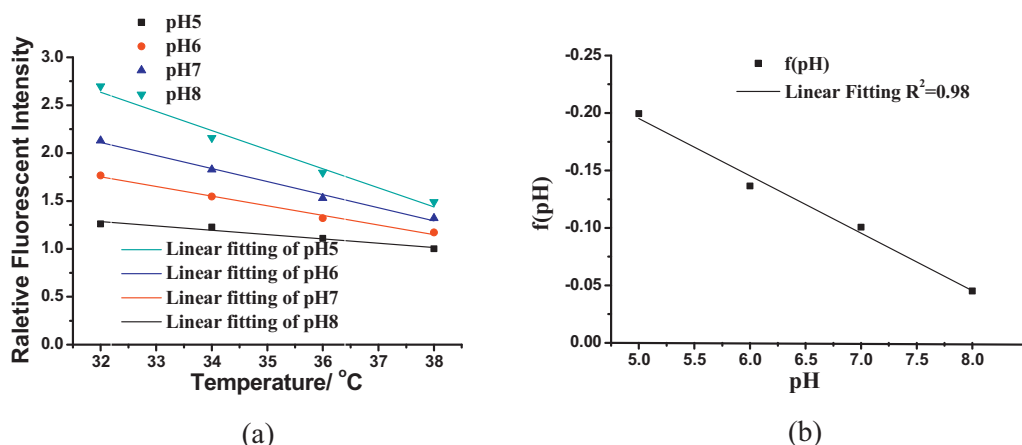 pH5
pH6
pH7
pH8
Raletive Fluorescent Intensity
3.0
2.5
2.0
1.5
1.0
0.5
0.0
Linear fitting of pH5
Linear fitting of pH6
Linear fitting of pH7
Linear fitting of pH8
32 33 34 35 36 37 38
Temperature/ °C
(a)
f(pH)
-0.25
-0.20
-0.15
-0.10
-0.05
0.00
f(pH)
Linear Fitting R²=0.98
5.0 5.5 6.0 6.5 7.0 7.5 8.0
pH
(b)